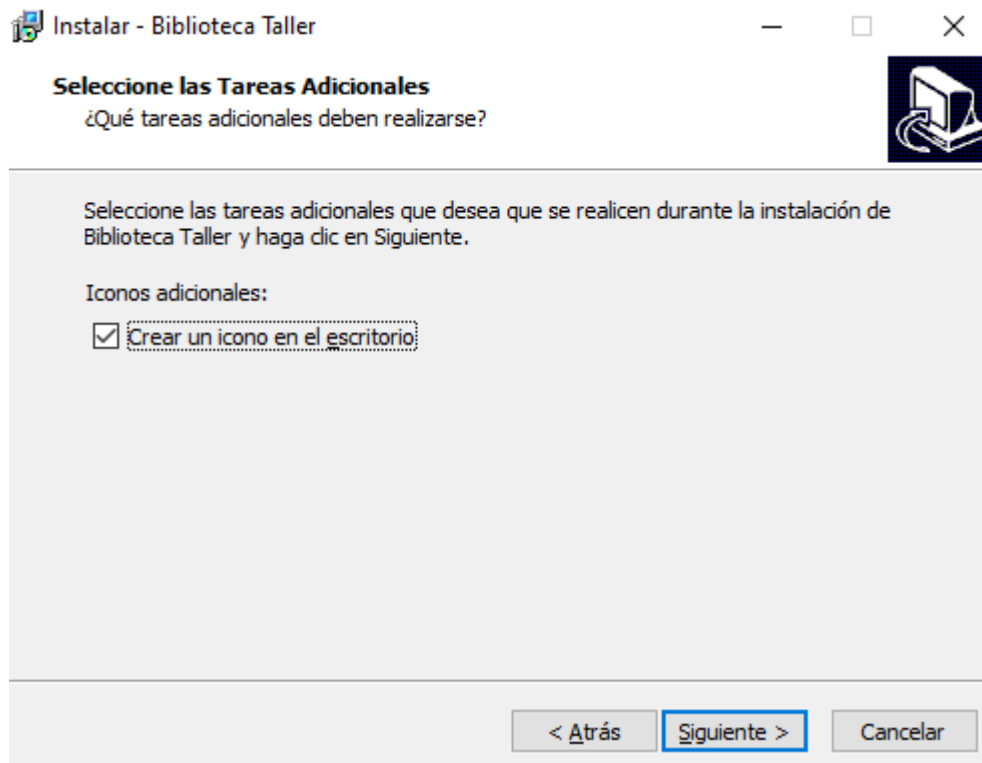 Instalar - Biblioteca Taller
Seleccione las Tareas Adicionales
¿Qué tareas adicionales deben realizarse?
Seleccione las tareas adicionales que desea que se realicen durante la instalación de
Biblioteca Taller y haga clic en Siguiente.
Iconos adicionales:
Crear un icono en el escritorio
< Atrás Siguiente > Cancelar